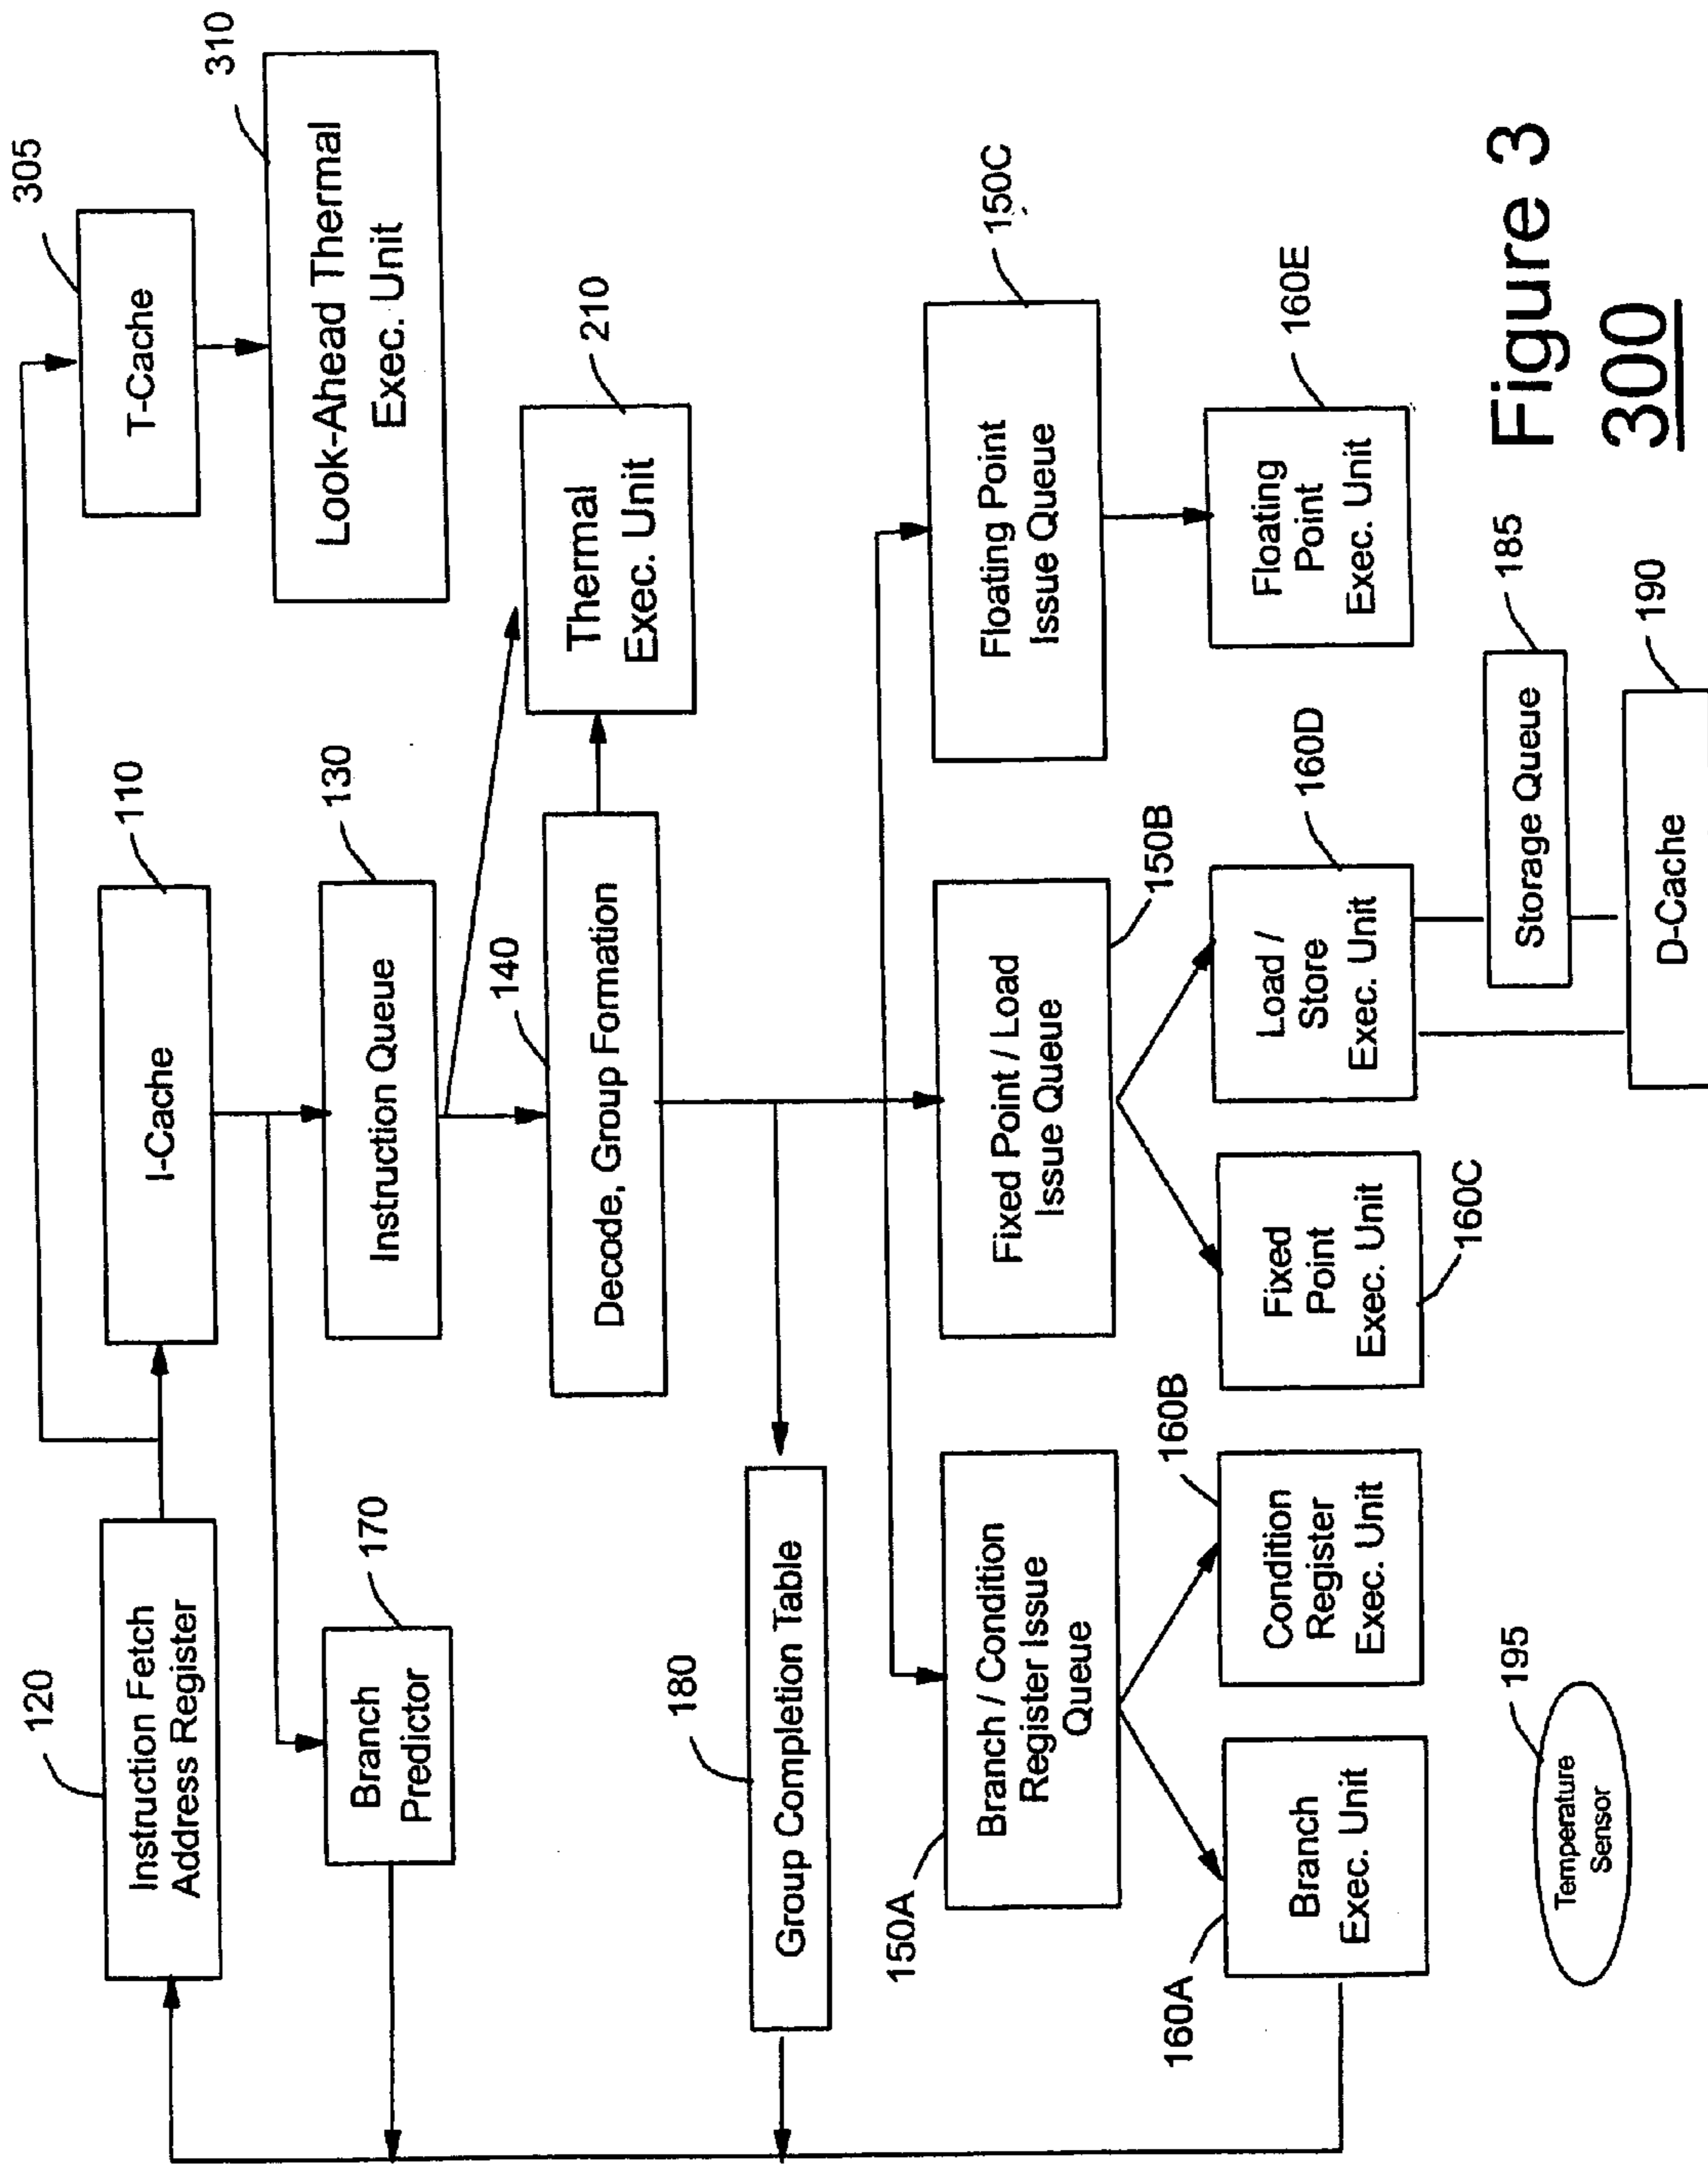 305
T-Cache
310
Look-Ahead Thermal
Exec. Unit
120
Instruction Fetch
Address Register
110
I-Cache
170
Branch
Predictor
130
Instruction Queue
140
Decode, Group Formation
210
Thermal
Exec. Unit
180
Group Completion Table
150A
Branch / Condition
Register Issue
Queue
Fixed Point / Load
Issue Queue
150B
150C
Floating Point
Issue Queue
160A
Branch
Exec. Unit
160B
Condition
Register
Exec. Unit
Fixed
Point
Exec. Unit
160C
160D
Load /
Store
Exec. Unit
160E
Floating
Point
Exec. Unit
185
Storage Queue
190
D-Cache
195
Temperature
Sensor
Figure 3
300